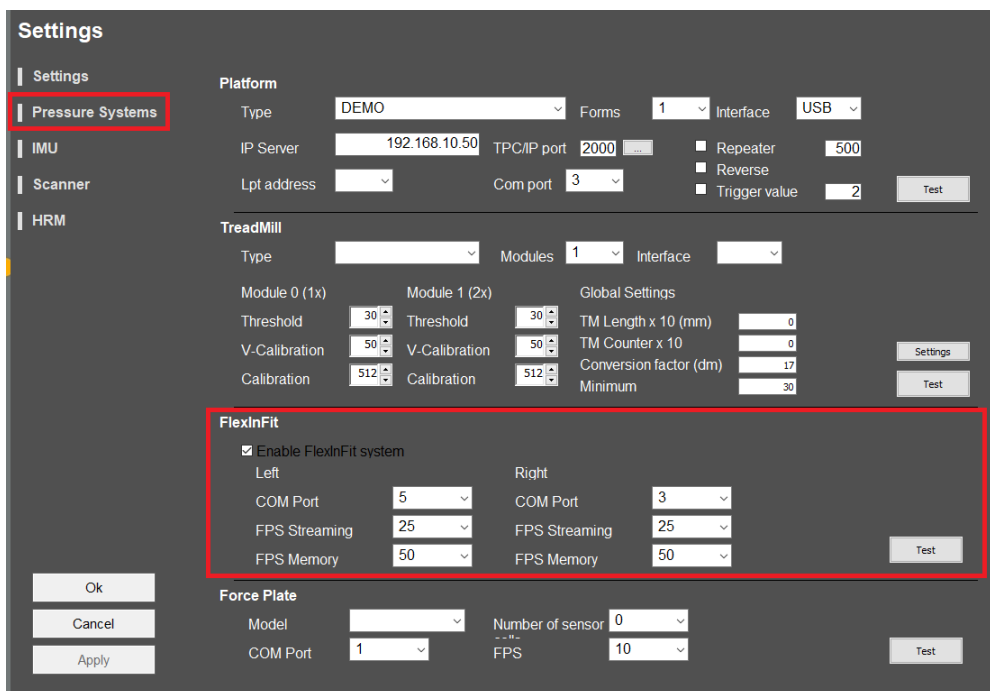 Settings
Settings
Pressure Systems
IMU
Scanner
HRM
Platform
Type DEMO Forms 1 Interface USB
IP Server 192.168.10.50 TPC/IP port 2000 ... Repeater 500
Reverse
Lpt address Com port 3 Trigger value 2 Test
TreadMill
Type Modules 1 Interface
Module 0 (1x) Module 1 (2x) Global Settings
Threshold 30 Threshold 30 TM Length x 10 (mm) 0
V-Calibration 50 V-Calibration 50 TM Counter x 10 0 Settings
Calibration 512 Calibration 512 Conversion factor (dm) 17
Minimum 30 Test
FlexInFit
Enable FlexInFit system
Left Right
COM Port 5 COM Port 3
FPS Streaming 25 FPS Streaming 25
FPS Memory 50 FPS Memory 50 Test
Force Plate
Model Number of sensor 0
COM Port 1 FPS 10 Test
Ok
Cancel
Apply